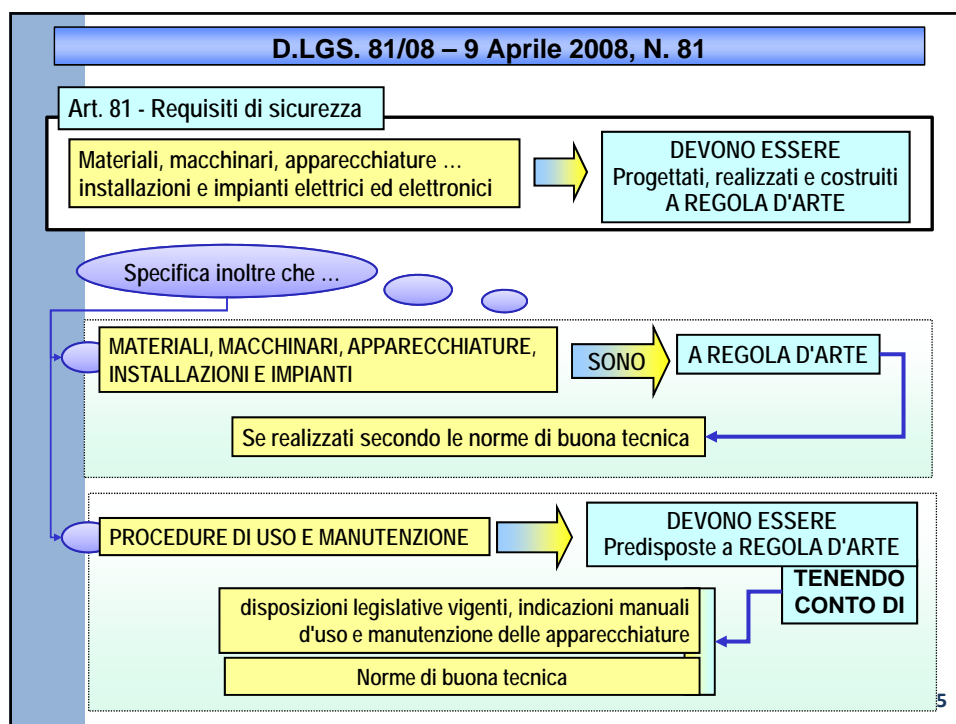 D.LGS. 81/08 – 9 Aprile 2008, N. 81
Art. 81 - Requisiti di sicurezza
Materiali, macchinari, apparecchiature ...
installazioni e impianti elettrici ed elettronici
DEVONO ESSERE
Progettati, realizzati e costruiti
A REGOLA D'ARTE
Specifica inoltre che ...
MATERIALI, MACCHINARI, APPARECCHIATURE,
INSTALLAZIONI E IMPIANTI
SONO
A REGOLA D'ARTE
Se realizzati secondo le norme di buona tecnica
PROCEDURE DI USO E MANUTENZIONE
DEVONO ESSERE
Predisposte a REGOLA D'ARTE
TENENDO
CONTO DI
disposizioni legislative vigenti, indicazioni manuali
d'uso e manutenzione delle apparecchiature
Norme di buona tecnica
5